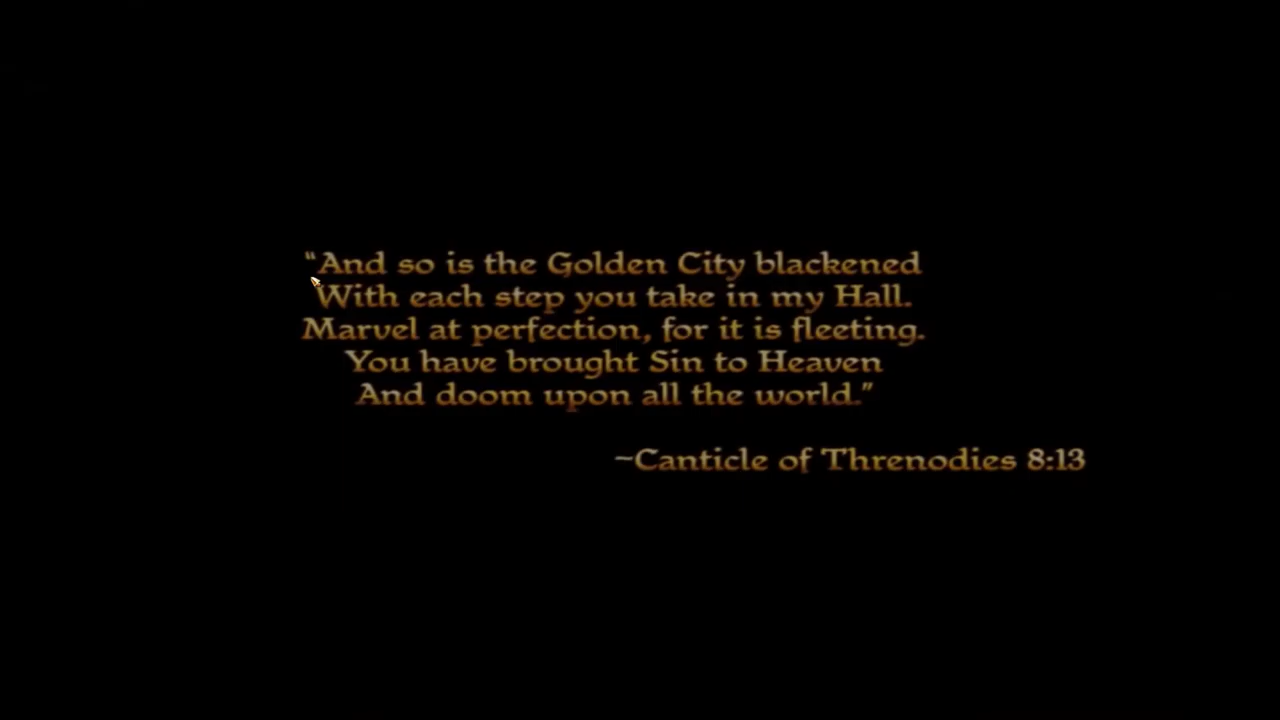 “And so is the Golden City blackened
With each step you take in my Hall.
Marvel at perfection, for it is fleeting.
You have brought Sin to Heaven
And doom upon all the world.”
~Canticle of Threnodies 8:13